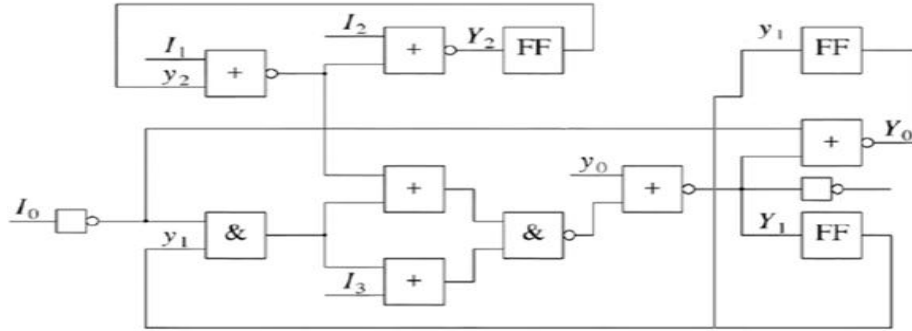 I₂ Y₂ FF y₁ FF
I₁ + +
y₂
+ Y₀
y₀
+ +
I₀ y₁ & & Y₁ FF
I₃ +